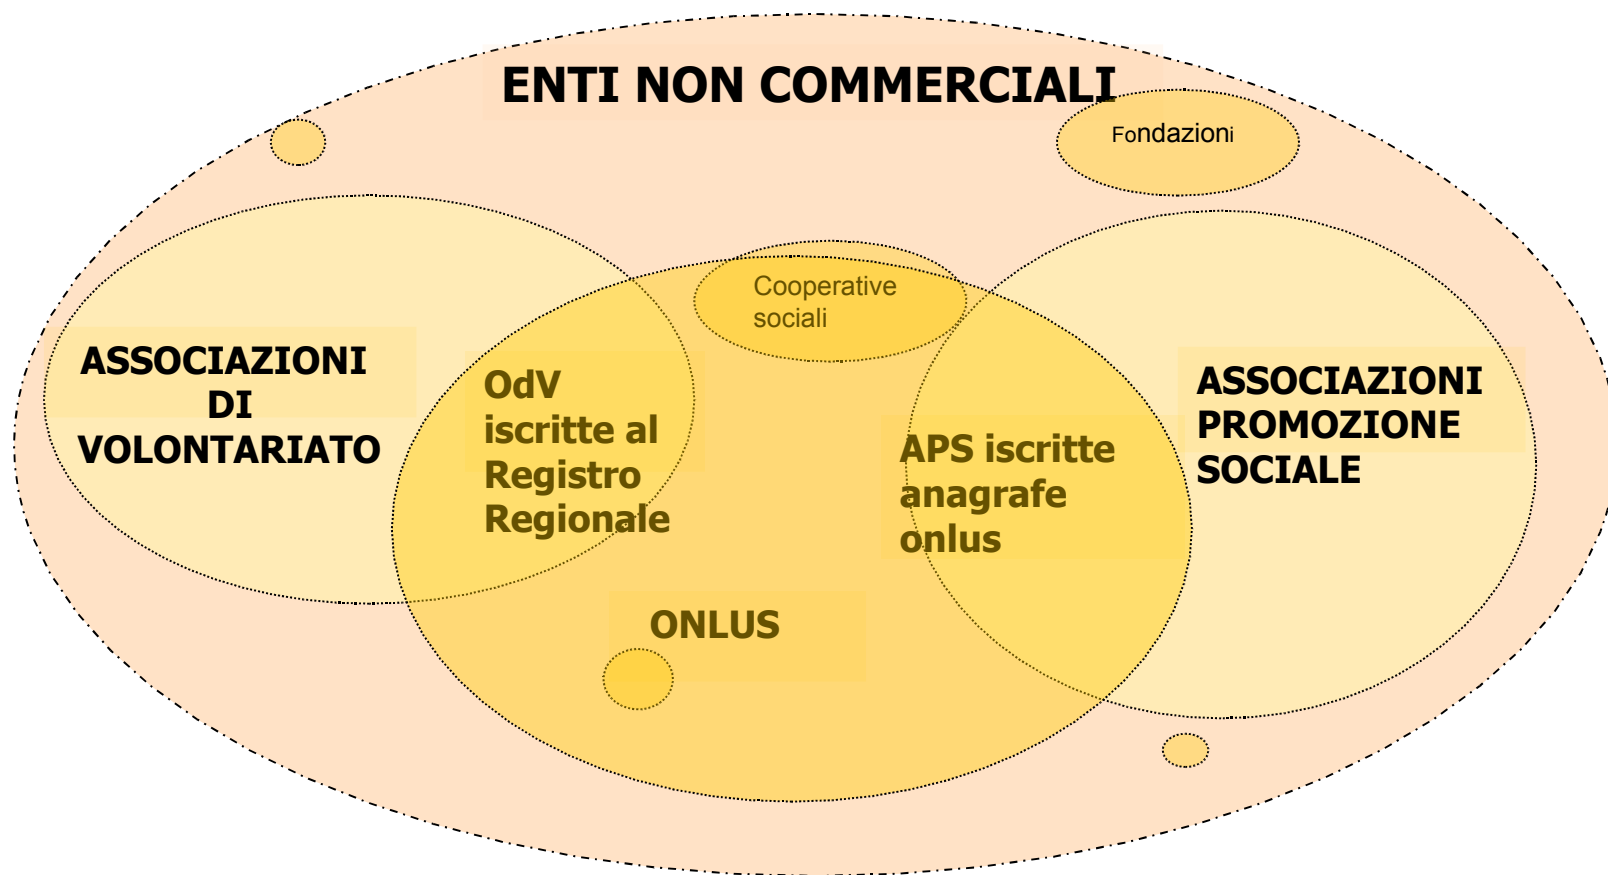 ENTI NON COMMERCIALI
Fondazioni
Cooperative
sociali
ASSOCIAZIONI
DI
VOLONTARIATO
OdV
iscritte al
Registro
Regionale
APS iscritte
anagrafe
onlus
ASSOCIAZIONI
PROMOZIONE
SOCIALE
ONLUS